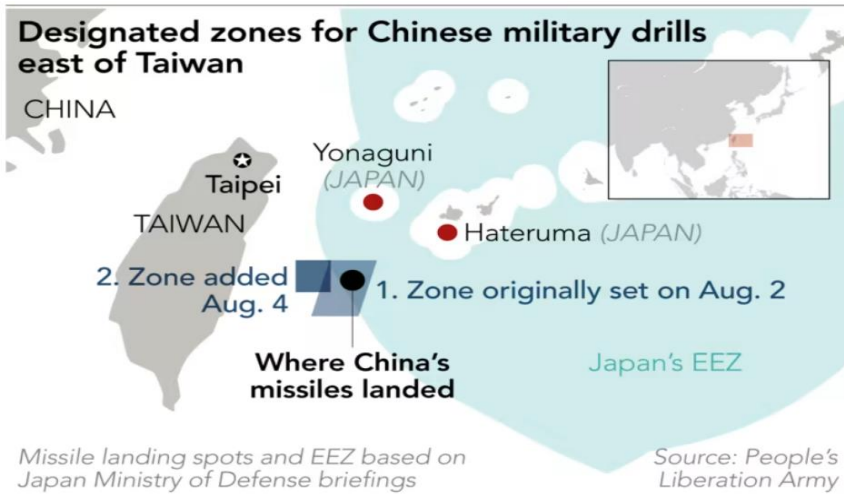 Designated zones for Chinese military drills
east of Taiwan
CHINA
Yonaguni
(JAPAN)
Taipei
TAIWAN
Hateruma (JAPAN)
2. Zone added
Aug. 4
1. Zone originally set on Aug. 2
Where China's
missiles landed
Japan's EEZ
Missile landing spots and EEZ based on
Japan Ministry of Defense briefings
Source: People's
Liberation Army